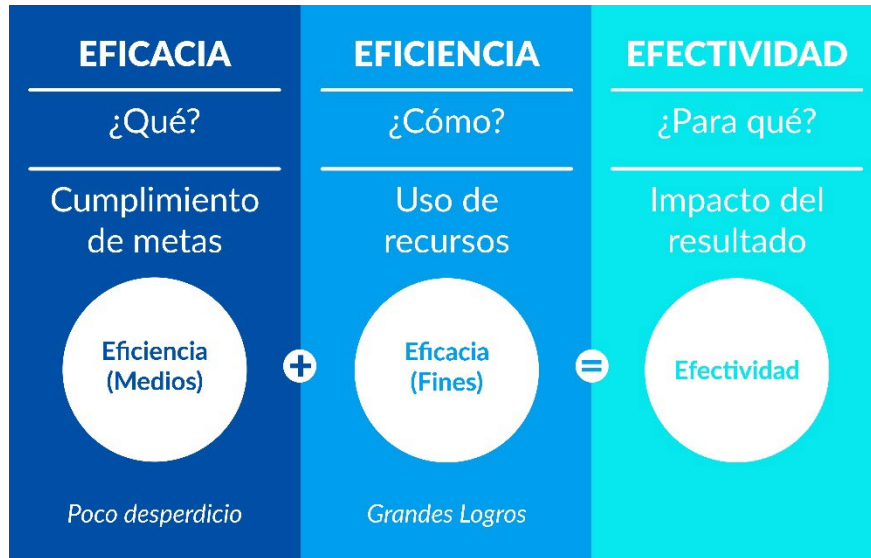 EFICACIA
¿Qué?
Cumplimiento
de metas
Eficiencia
(Medios)
Poco desperdicio
+
EFICIENCIA
¿Cómo?
Uso de
recursos
Eficacia
(Fines)
Grandes Logros
=
EFECTIVIDAD
¿Para qué?
Impacto del
resultado
Efectividad